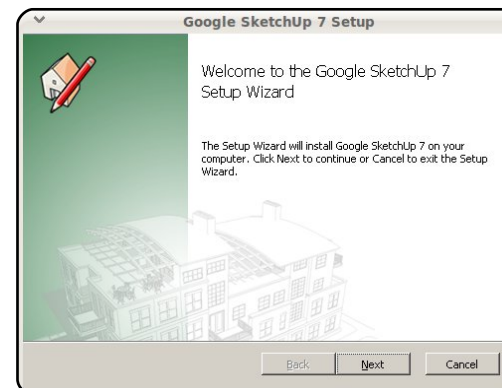 Google SketchUp 7 Setup
Welcome to the Google SketchUp 7
Setup Wizard
The Setup Wizard will install Google SketchUp 7 on your
computer. Click Next to continue or Cancel to exit the Setup
Wizard.
Back Next Cancel